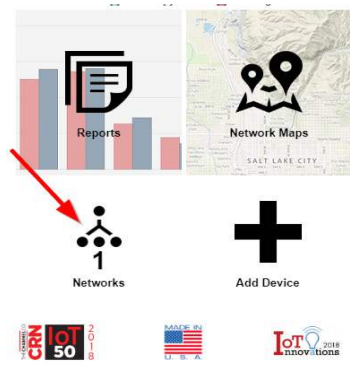 Reports
Network Maps
SALT LAKE CITY
1
Networks
Add Device
THE CHANNEL CO.
CRN
IoT
50
2018
MADE IN
U.S.A.
IoT 2018
Innovations